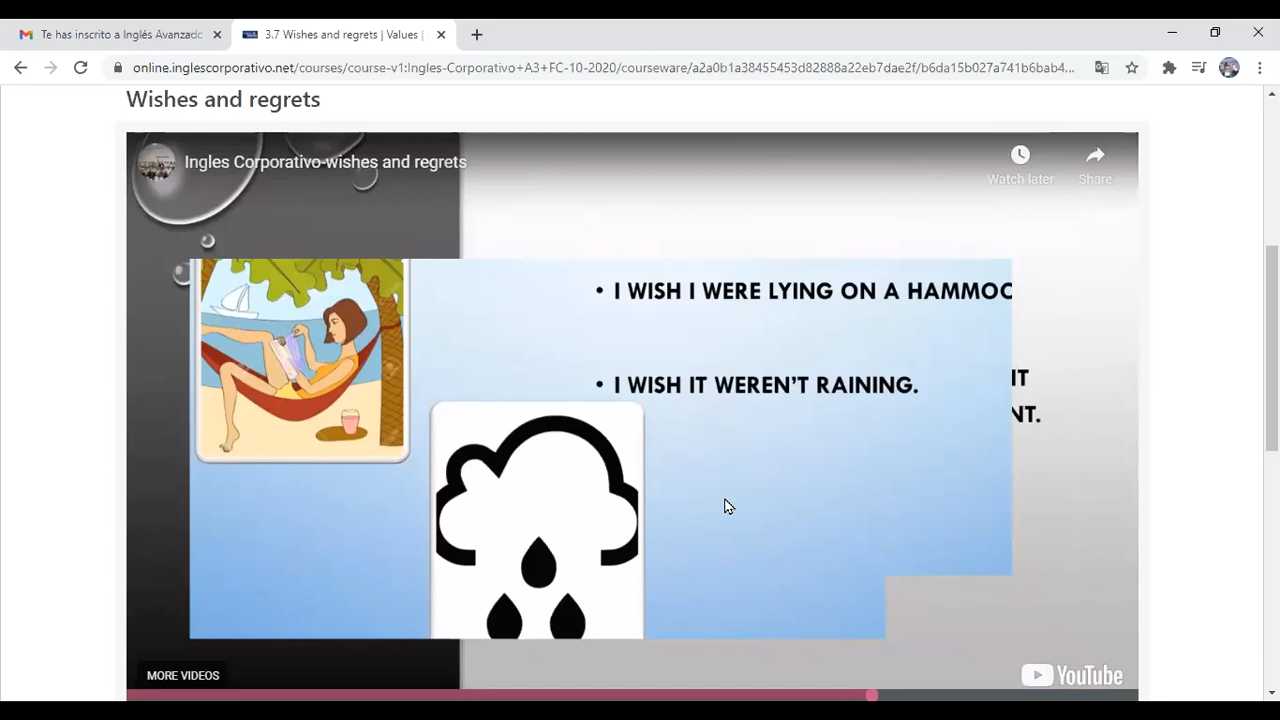 Te has inscrito a Inglés Avanzado
3.7 Wishes and regrets | Values |
online.inglescorporativo.net/courses/course-v1:Ingles-Corporativo+A3+FC-10-2020/courseware/a2a0b1a38455453d82888a22eb7dae2f/b6da15b027a741b6bab4...
Wishes and regrets
Ingles Corporativo-wishes and regrets
Watch later
Share
• I WISH I WERE LYING ON A HAMMOC
• I WISH IT WEREN'T RAINING.
IT
NT.
MORE VIDEOS
YouTube